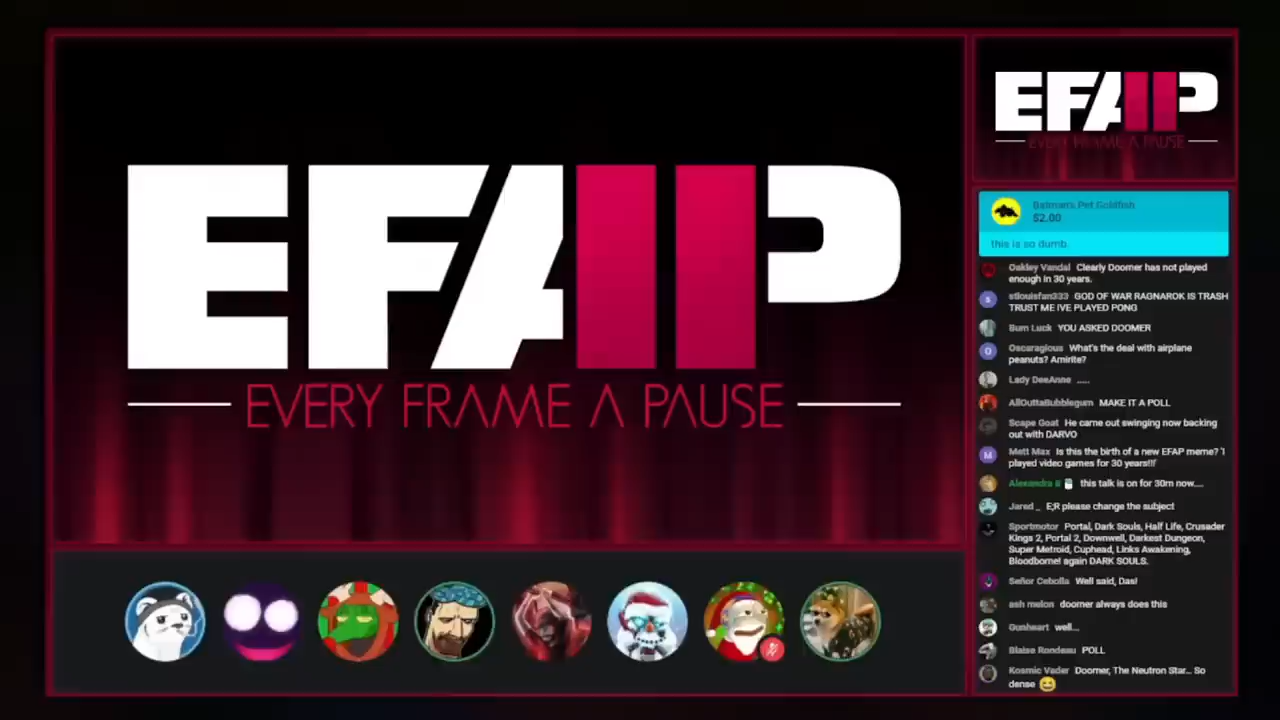 EFAP
EVERY FRAME A PAUSE
EFAP
EVERY FRAME A PAUSE
Batman's Pet Goldfish
$2.00
this is so dumb.
Oakley Vandal Clearly Doomer has not played
enough in 30 years.
S
stlouisfan333 GOD OF WAR RAGNAROK IS TRASH
TRUST ME IVE PLAYED PONG
Bum Luck YOU ASKED DOOMER
O
Oscaragious What's the deal with airplane
peanuts? Amirite?
Lady DeeAnne .....
AllOuttaBubblegum MAKE IT A POLL
Scape Goat He came out swinging now backing
out with DARVO
M
Mett Max Is this the birth of a new EFAP meme? 'I
played video games for 30 years!!!'
Alexandra B this talk is on for 30m now....
Jared _ E;R please change the subject
Sportmotor Portal, Dark Souls, Half Life, Crusader
Kings 2, Portal 2, Downwell, Darkest Dungeon,
Super Metroid, Cuphead, Links Awakening,
Bloodborne! again DARK SOULS.
Señor Cebolla Well said, Das!
ash melon doomer always does this
Gunheart well...
Blaise Rondeau POLL
Kosmic Vader Doomer, The Neutron Star... So
dense 😄